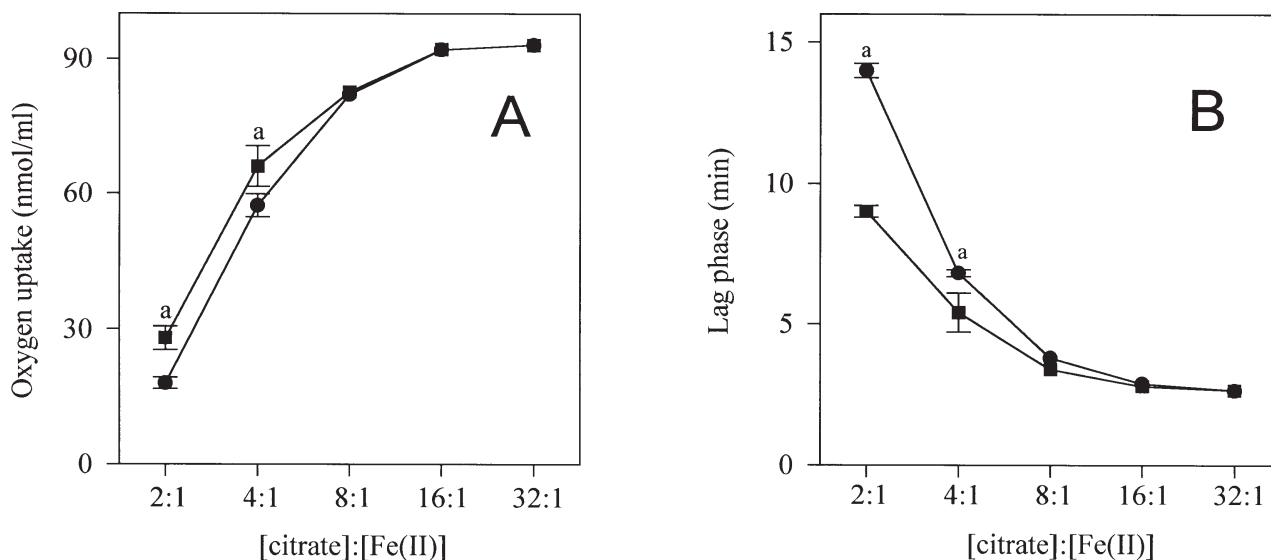 A
Oxygen uptake (nmol/ml)
90
60
30
0
a
a
2:1 4:1 8:1 16:1 32:1
[citrate]:[Fe(II)]
B
Lag phase (min)
15
10
5
0
a
a
2:1 4:1 8:1 16:1 32:1
[citrate]:[Fe(II)]